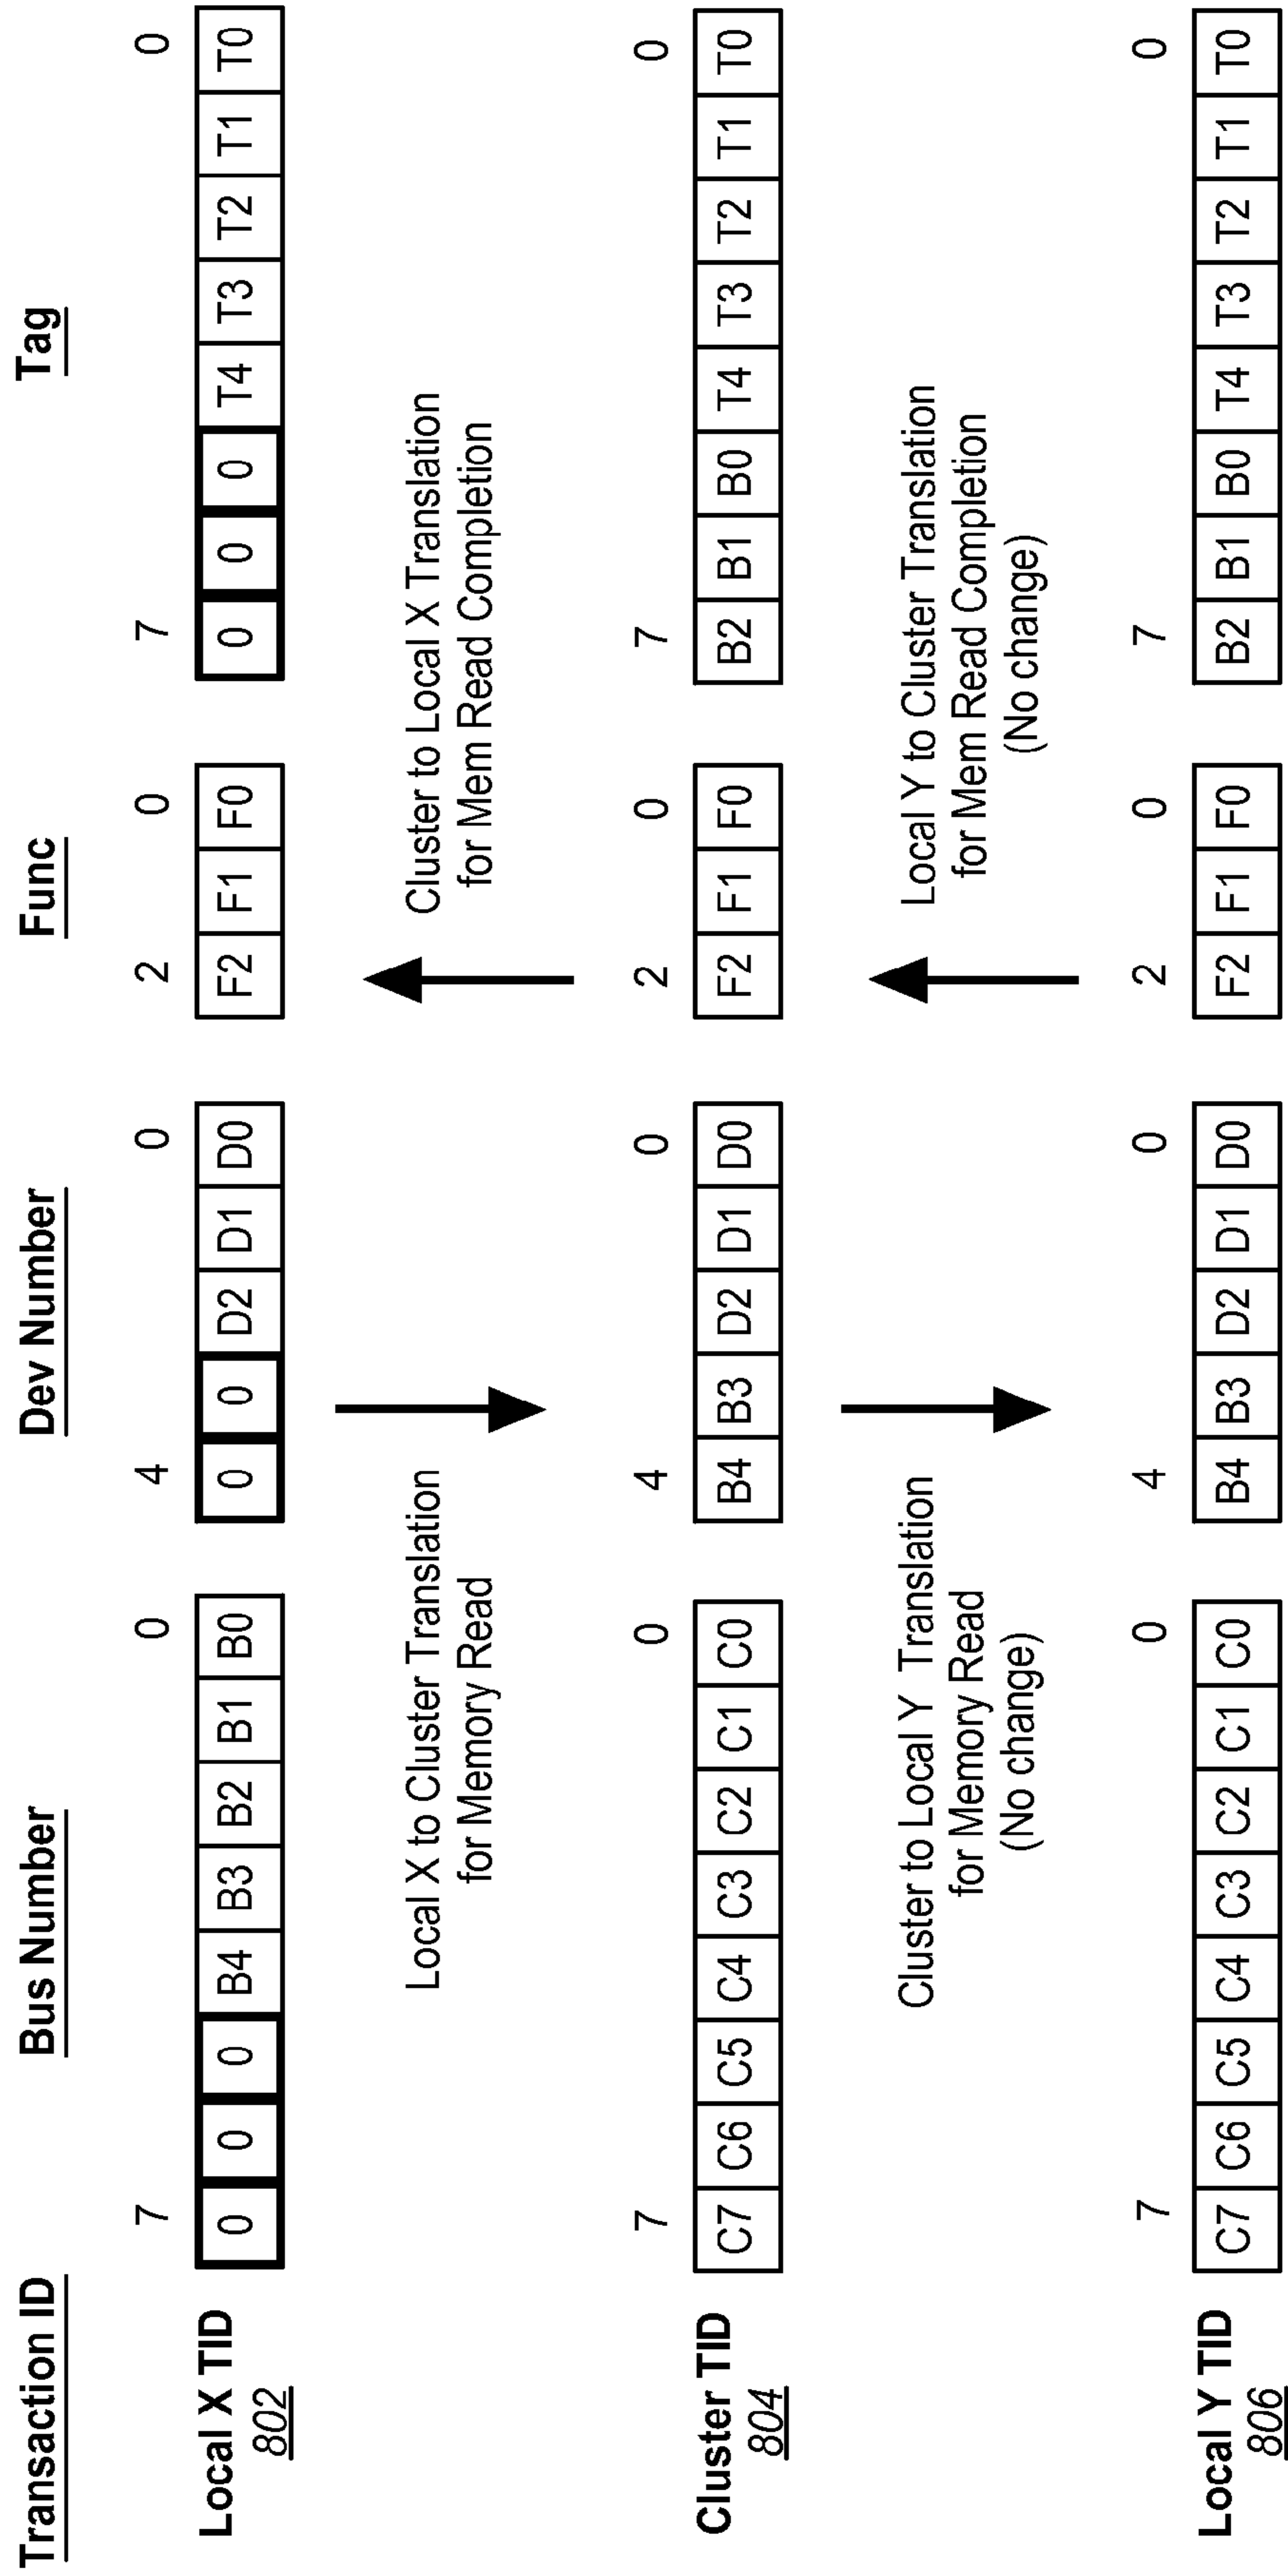 Transaction ID Bus Number Dev Number Func Tag
7 0 4 0 2 0 7 0
Local X TID 0 0 0 B4 B3 B2 B1 B0 0 0 D2 D1 D0 F2 F1 F0 0 0 0 T4 T3 T2 T1 T0
802
Local X to Cluster Translation
for Memory Read
Cluster to Local X Translation
for Mem Read Completion
7 0 4 0 2 0 7 0
Cluster TID C7 C6 C5 C4 C3 C2 C1 C0 B4 B3 D2 D1 D0 F2 F1 F0 B2 B1 B0 T4 T3 T2 T1 T0
804
Cluster to Local Y Translation
for Memory Read
(No change)
Local Y to Cluster Translation
for Mem Read Completion
(No change)
7 0 4 0 2 0 7 0
Local Y TID C7 C6 C5 C4 C3 C2 C1 C0 B4 B3 D2 D1 D0 F2 F1 F0 B2 B1 B0 T4 T3 T2 T1 T0
806